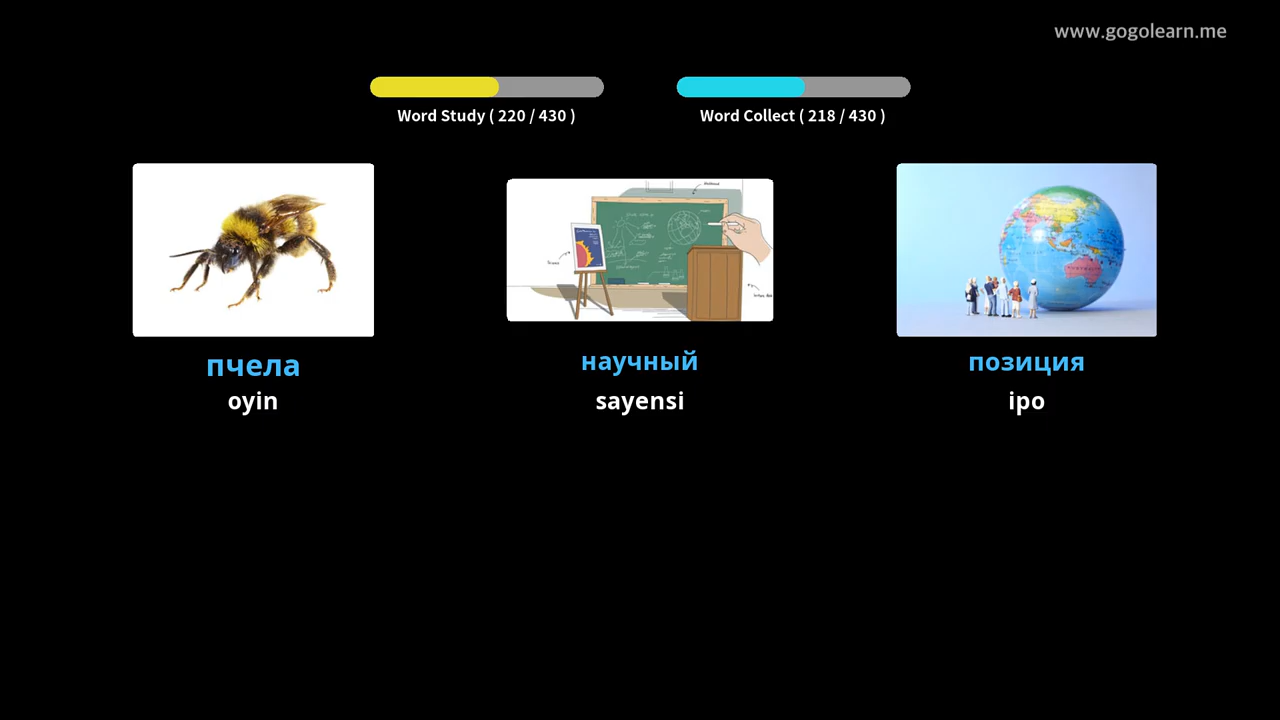 www.gogolearn.me
Word Study ( 220 / 430 )
Word Collect ( 218 / 430 )
пчела
научный
позиция
oyin
sayensi
ipo